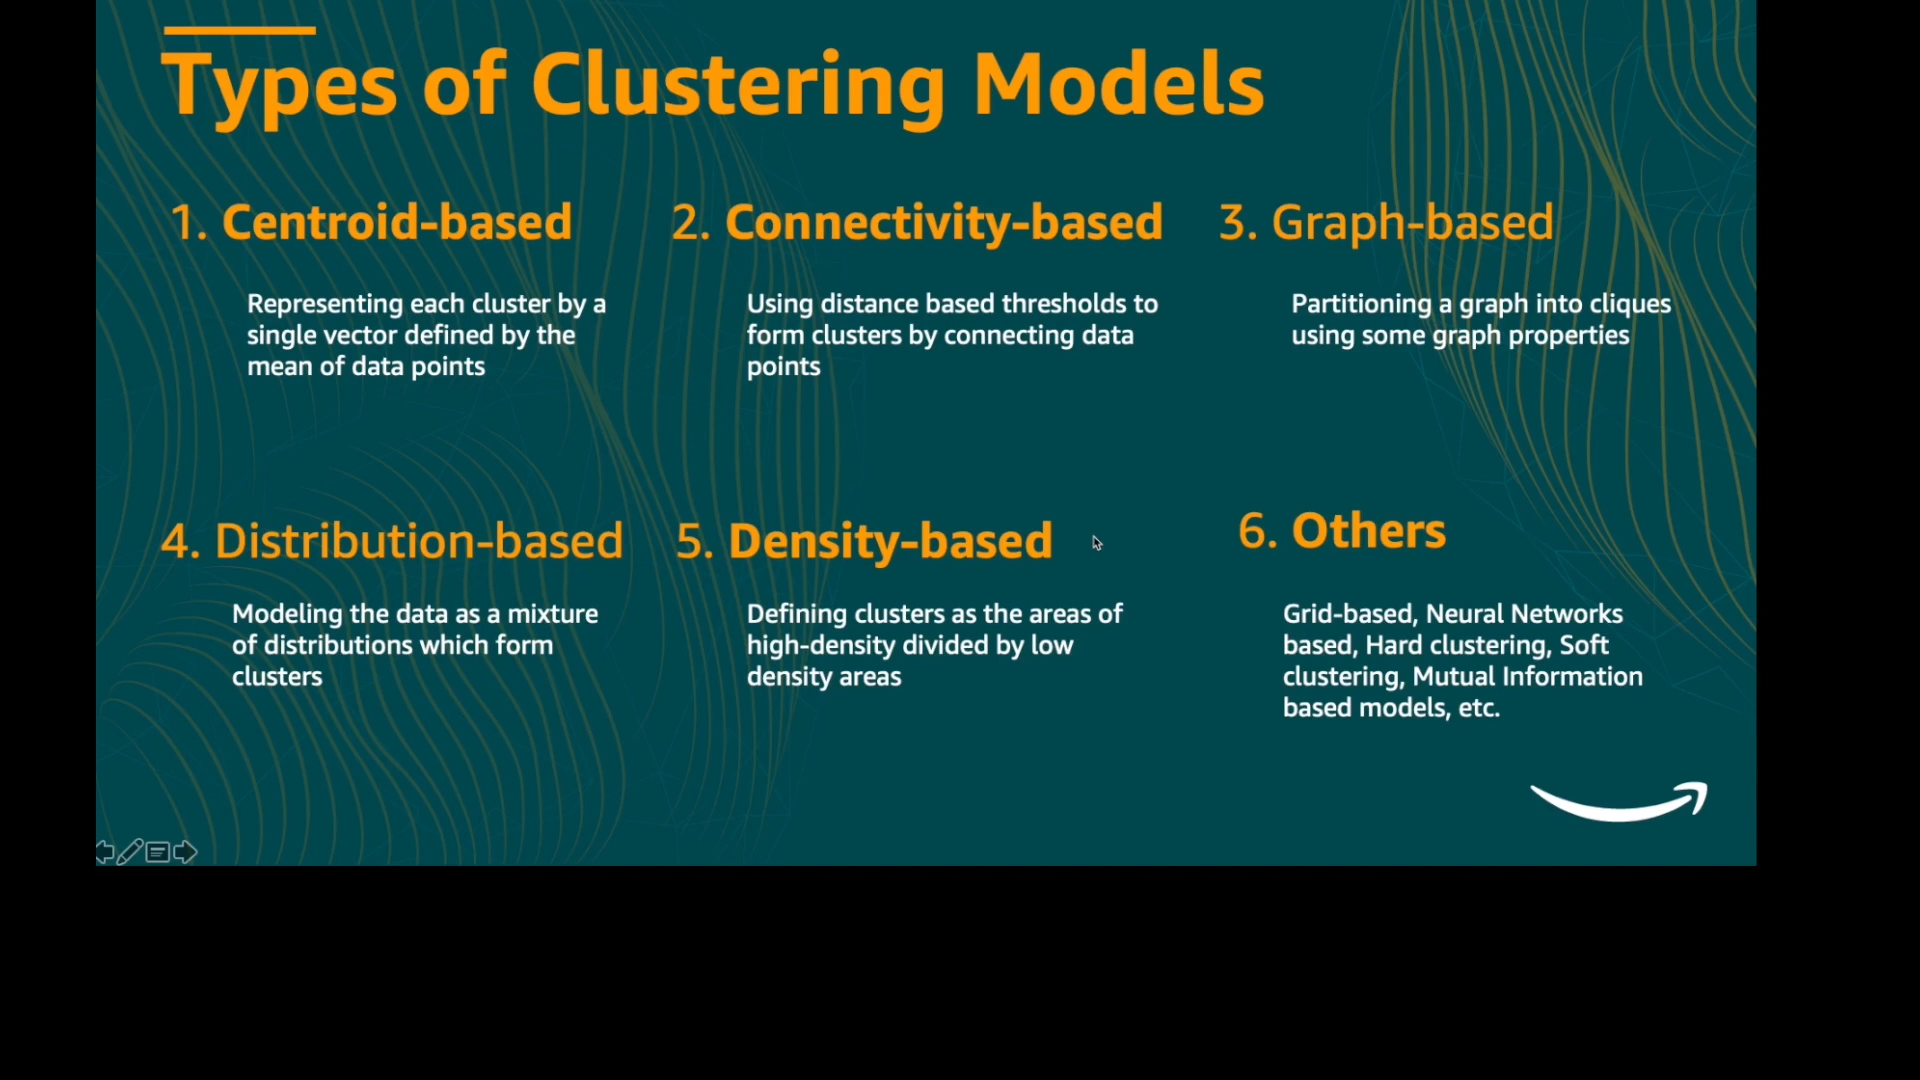 Types of Clustering Models
1. Centroid-based
Representing each cluster by a
single vector defined by the
mean of data points
2. Connectivity-based
Using distance based thresholds to
form clusters by connecting data
points
3. Graph-based
Partitioning a graph into cliques
using some graph properties
4. Distribution-based
Modeling the data as a mixture
of distributions which form
clusters
5. Density-based
Defining clusters as the areas of
high-density divided by low
density areas
6. Others
Grid-based, Neural Networks
based, Hard clustering, Soft
clustering, Mutual Information
based models, etc.